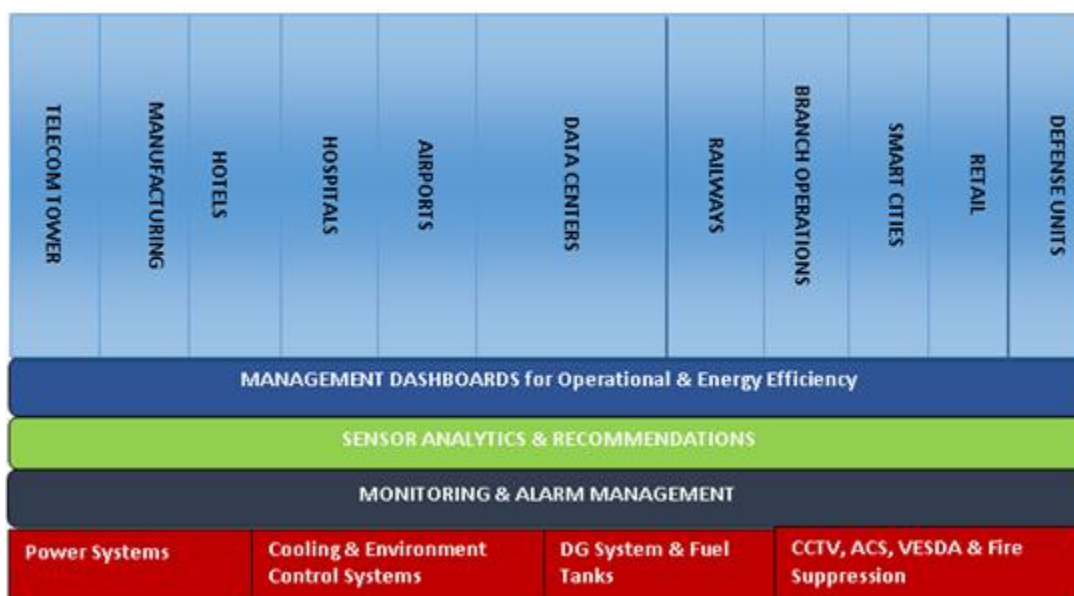 TELECOM TOWER
MANUFACTURING
HOTELS
HOSPITALS
AIRPORTS
DATA CENTERS
RAILWAYS
BRANCH OPERATIONS
SMART CITIES
RETAIL
DEFENSE UNITS
MANAGEMENT DASHBOARDS for Operational & Energy Efficiency
SENSOR ANALYTICS & RECOMMENDATIONS
MONITORING & ALARM MANAGEMENT
Power Systems
Cooling & Environment
Control Systems
DG System & Fuel
Tanks
CCTV, ACS, VESDA & Fire
Suppression